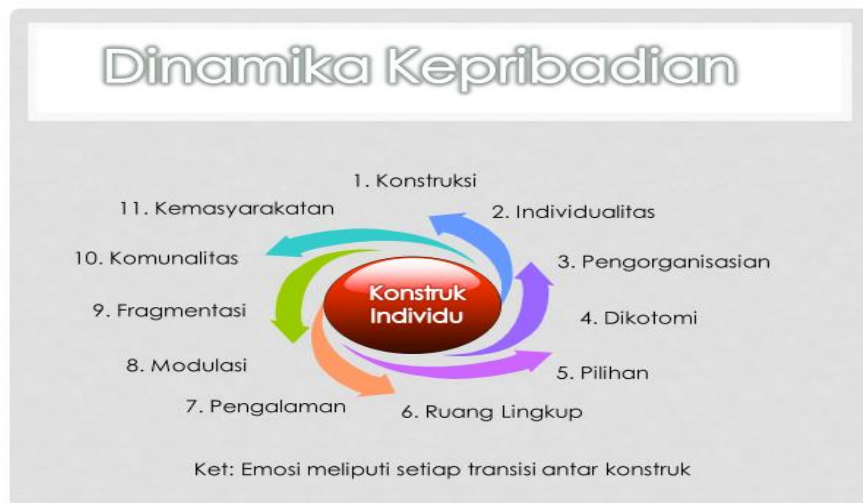 Dinamika Kepribadian
1. Konstruksi
2. Individualitas
3. Pengorganisasian
4. Dikotomi
5. Pilihan
6. Ruang Lingkup
7. Pengalaman
8. Modulasi
9. Fragmentasi
10. Komunalitas
11. Kemasyarakatan
Konstruk
Individu
Ket: Emosi meliputi setiap transisi antar konstruk